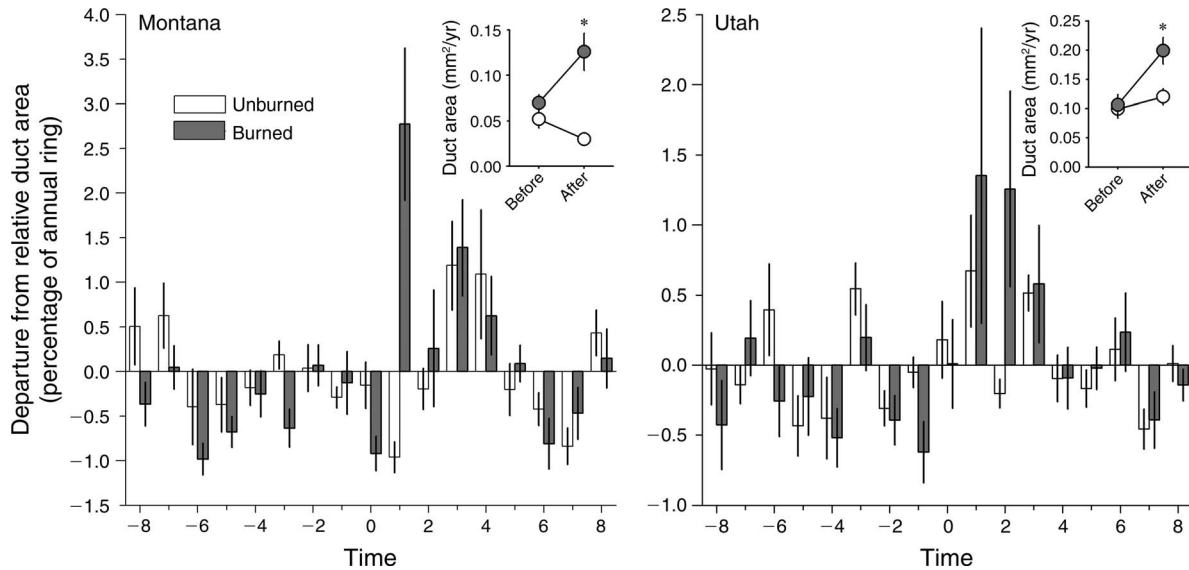 Montana
Unburned
Burned
Departure from relative duct area
(percentage of annual ring)
4.0
3.5
3.0
2.5
2.0
1.5
1.0
0.5
0.0
−0.5
−1.0
−1.5
−8 −6 −4 −2 0 2 4 6 8
Time
Duct area (mm²/yr)
0.15
0.10
0.05
0.00
*
Before After
Utah
2.5
2.0
1.5
1.0
0.5
0.0
−0.5
−1.0
−8 −6 −4 −2 0 2 4 6 8
Time
Duct area (mm²/yr)
0.25
0.20
0.15
0.10
0.05
0.00
*
Before After